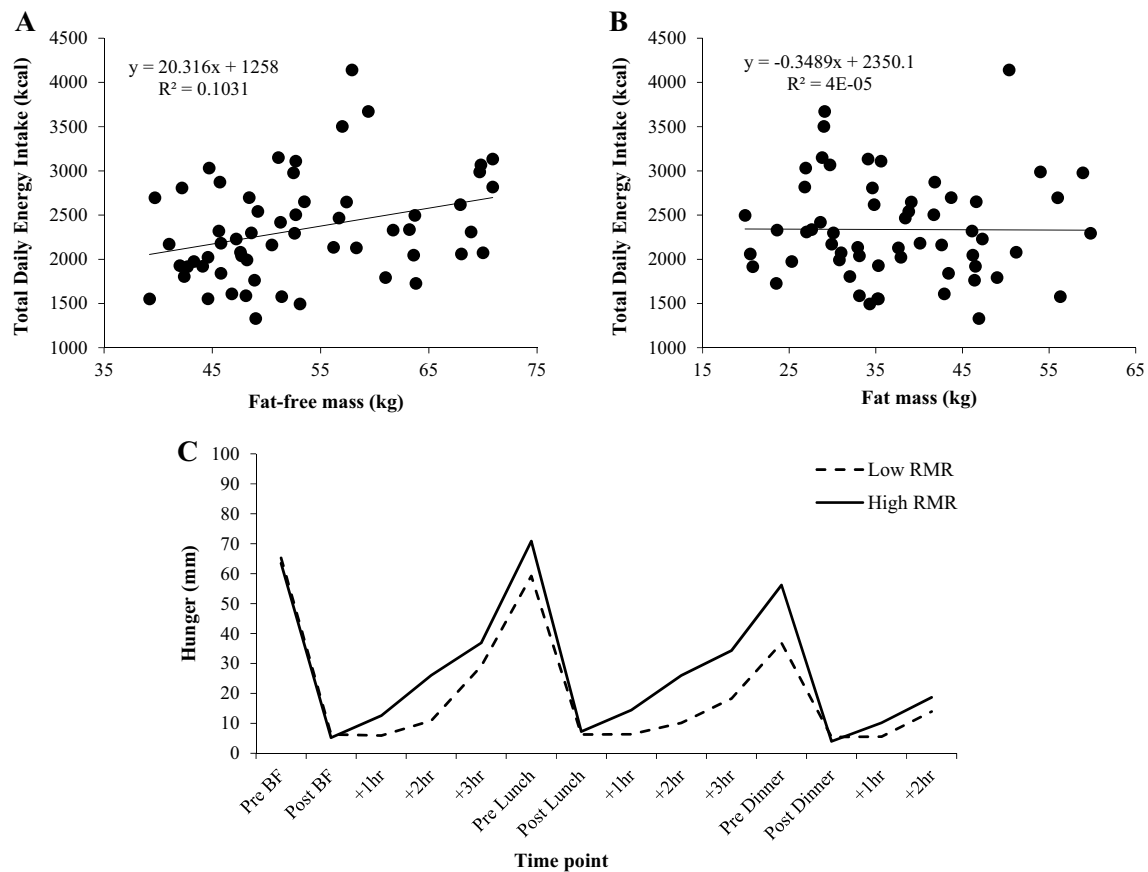 A
y = 20.316x + 1258
R² = 0.1031
4500
4000
3500
3000
2500
2000
1500
1000
Total Daily Energy Intake (kcal)
35 45 55 65 75
Fat-free mass (kg)
B
y = -0.3489x + 2350.1
R² = 4E-05
4500
4000
3500
3000
2500
2000
1500
1000
Total Daily Energy Intake (kcal)
15 25 35 45 55 65
Fat mass (kg)
C
100
90
80
70
60
50
40
30
20
10
0
Hunger (mm)
Low RMR
High RMR
Pre BF
Post BF
+1hr
+2hr
+3hr
Pre Lunch
Post Lunch
+1hr
+2hr
+3hr
Pre Dinner
Post Dinner
+1hr
+2hr
Time point